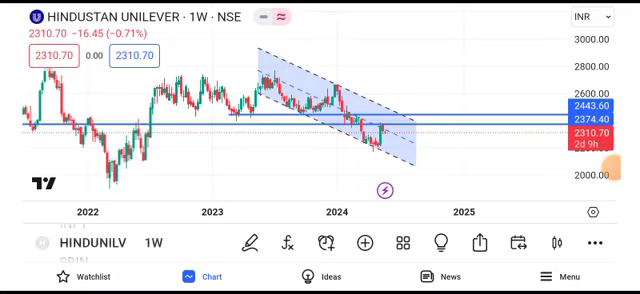 HINDUSTAN UNILEVER · 1W · NSE
INR
2310.70 −16.45 (−0.71%)
2310.70 0.00 2310.70
3000.00
2800.00
2600.00
2443.60
2374.40
2310.70
2d 9h
2000.00
2022 2023 2024 2025
HINDUNILV 1W
Watchlist Chart Ideas News Menu